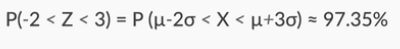 P(-2 < Z < 3) = P (μ-2σ < X < μ+3σ) ≈ 97.35%